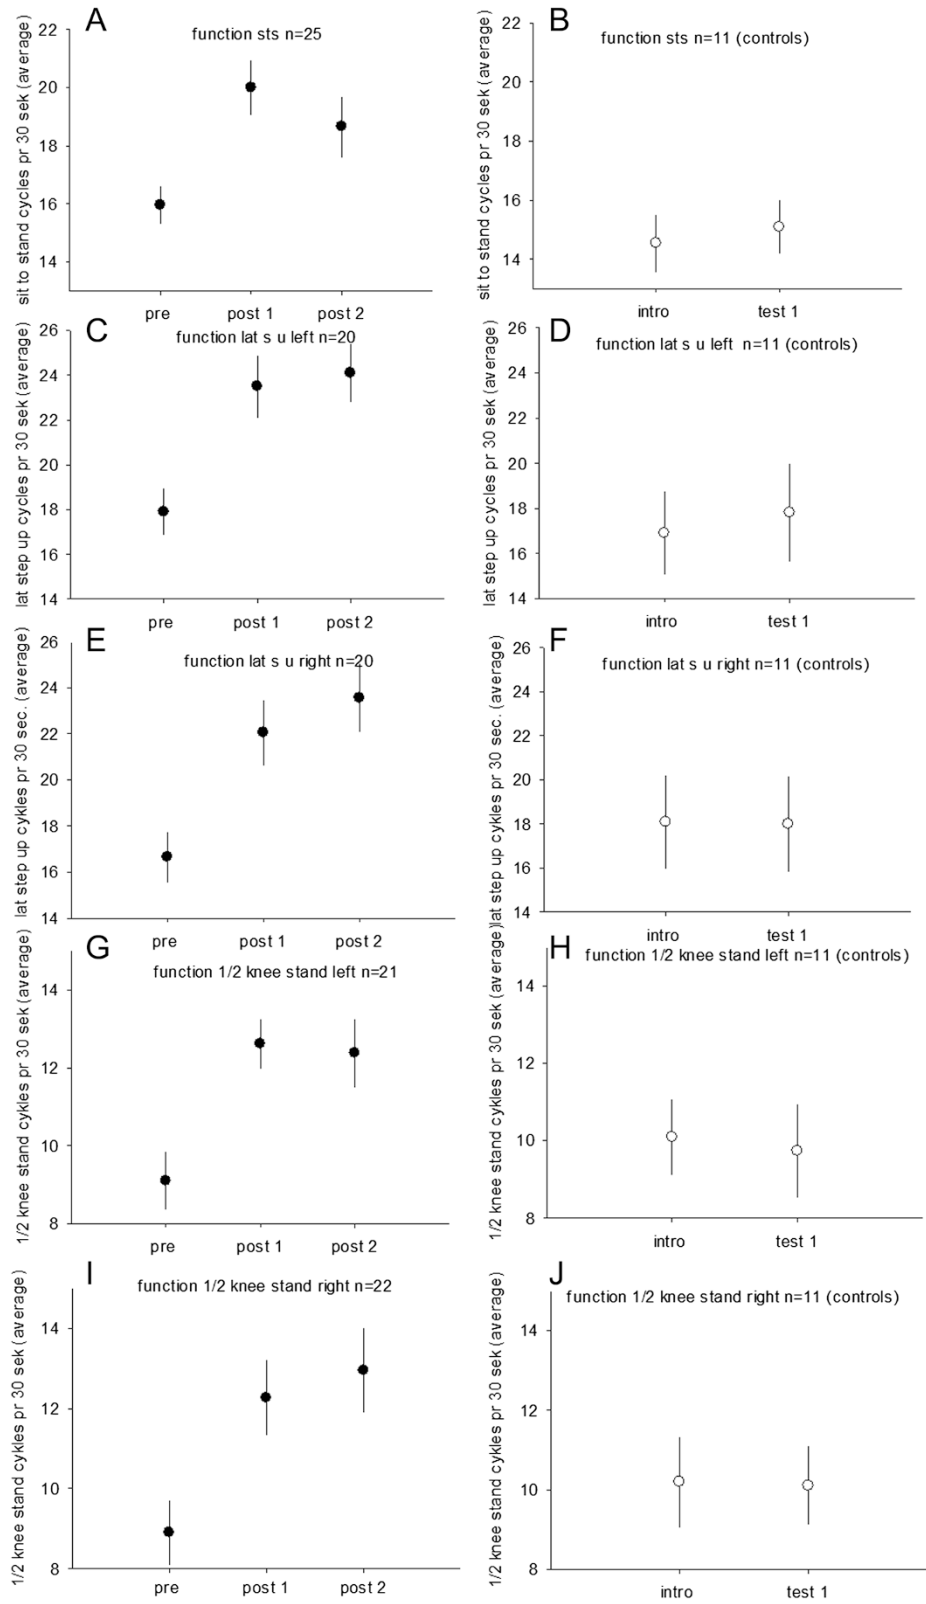 A
function sts n=25
sit to stand cycles pr 30 sek (average)
22
20
18
16
14
pre post 1 post 2
B
function sts n=11 (controls)
sit to stand cycles pr 30 sek (average)
22
20
18
16
14
intro test 1
C
function lat s u left n=20
lat step up cycles pr 30 sek (average)
26
24
22
20
18
16
14
pre post 1 post 2
D
function lat s u left n=11 (controls)
lat step up cycles pr 30 sek (average)
26
24
22
20
18
16
14
intro test 1
E
function lat s u right n=20
lat step up cykles pr 30 sec. (average)
26
24
22
20
18
16
14
pre post 1 post 2
F
function lat s u right n=11 (controls)
lat step up cykles pr 30 sek (average)
26
24
22
20
18
16
14
intro test 1
G
function 1/2 knee stand left n=21
1/2 knee stand cykles pr 30 sek (average)
14
12
10
8
pre post 1 post 2
H
function 1/2 knee stand left n=11 (controls)
1/2 knee stand cykles pr 30 sek (average)
14
12
10
8
intro test 1
I
function 1/2 knee stand right n=22
1/2 knee stand cykles pr 30 sek (average)
14
12
10
8
pre post 1 post 2
J
function 1/2 knee stand right n=11 (controls)
1/2 knee stand cykles pr 30 sek (average)
14
12
10
8
intro test 1